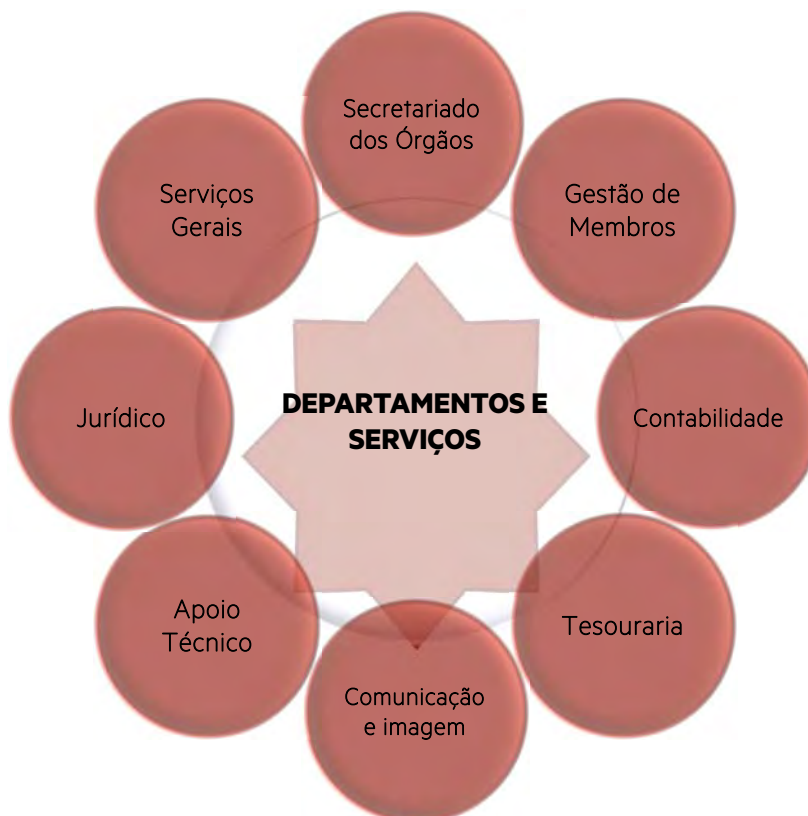 Secretariado
dos Órgãos
Gestão de
Membros
Contabilidade
Tesouraria
Comunicação
e imagem
Apoio
Técnico
Jurídico
Serviços
Gerais
DEPARTAMENTOS E
SERVIÇOS